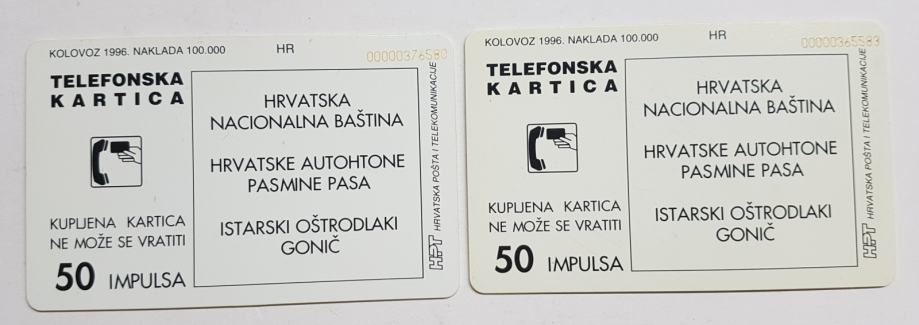 KOLOVOZ 1996. NAKLADA 100.000 HR
00000376580
TELEFONSKA
KARTICA
KUPLJENA KARTICA
NE MOŽE SE VRATITI
50 IMPULSA
HRVATSKA
NACIONALNA BAŠTINA
HRVATSKE AUTOHTONE
PASMINE PASA
ISTARSKI OŠTRODLAKI
GONIČ
HPT HRVATSKA POŠTA I TELEKOMUNIKACIJE
KOLOVOZ 1996. NAKLADA 100.000 HR
00000365583
TELEFONSKA
KARTICA
KUPLJENA KARTICA
NE MOŽE SE VRATITI
50 IMPULSA
HRVATSKA
NACIONALNA BAŠTINA
HRVATSKE AUTOHTONE
PASMINE PASA
ISTARSKI OŠTRODLAKI
GONIČ
HPT HRVATSKA POŠTA I TELEKOMUNIKACIJE